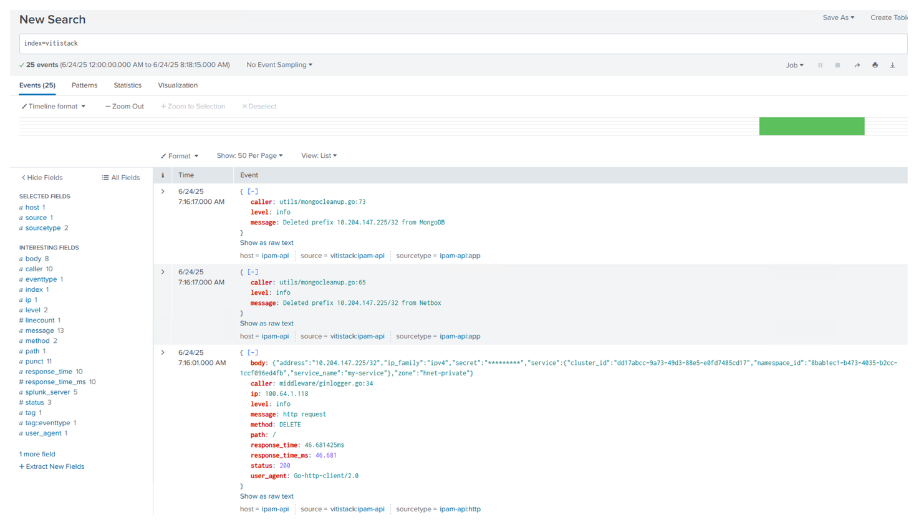 New Search
Save As ▾ Create Tabl
index=vitistack
✓ 25 events (6/24/25 12:00:00.000 AM to 6/24/25 8:18:15.000 AM) No Event Sampling ▾
Job ▾
Events (25) Patterns Statistics Visualization
Timeline format ▾ — Zoom Out + Zoom to Selection × Deselect
Format ▾ Show: 50 Per Page ▾ View: List ▾
< Hide Fields All Fields
i Time Event
SELECTED FIELDS
a host 1
a source 1
a sourcetype 2
INTERESTING FIELDS
a body 8
a caller 10
a eventtype 1
a index 1
a ip 1
a level 2
# linecount 1
a message 13
a method 2
a path 1
a punct 11
a response_time 10
# response_time_ms 10
a splunk_server 5
# status 3
a tag 1
a tag::eventtype 1
a user_agent 1
1 more field
+ Extract New Fields
> 6/24/25 7:16:17.000 AM
{ [-]
caller: utils/mongocleanup.go:73
level: info
message: Deleted prefix 10.204.147.225/32 from MongoDB
}
Show as raw text
host = ipam-api source = vitistack:ipam-api sourcetype = ipam-api:app
> 6/24/25 7:16:17.000 AM
{ [-]
caller: utils/mongocleanup.go:65
level: info
message: Deleted prefix 10.204.147.225/32 from Netbox
}
Show as raw text
host = ipam-api source = vitistack:ipam-api sourcetype = ipam-api:app
> 6/24/25 7:16:01.000 AM
{ [-]
body: {"address":"10.204.147.225/32","ip_family":"ipv4","secret":"*********","service":{"cluster_id":"dd17abcc-9a73-49d3-88e5-e0fd7485cd17","namespace_id":"8bab1ec1-b473-4035-b2cc-
1ccf096ed4fb","service_name":"my-service"},"zone":"hnet-private"}
caller: middleware/ginlogger.go:34
ip: 100.64.1.118
level: info
message: http request
method: DELETE
path: /
response_time: 46.681425ms
response_time_ms: 46.681
status: 200
user_agent: Go-http-client/2.0
}
Show as raw text
host = ipam-api source = vitistack:ipam-api sourcetype = ipam-api:http